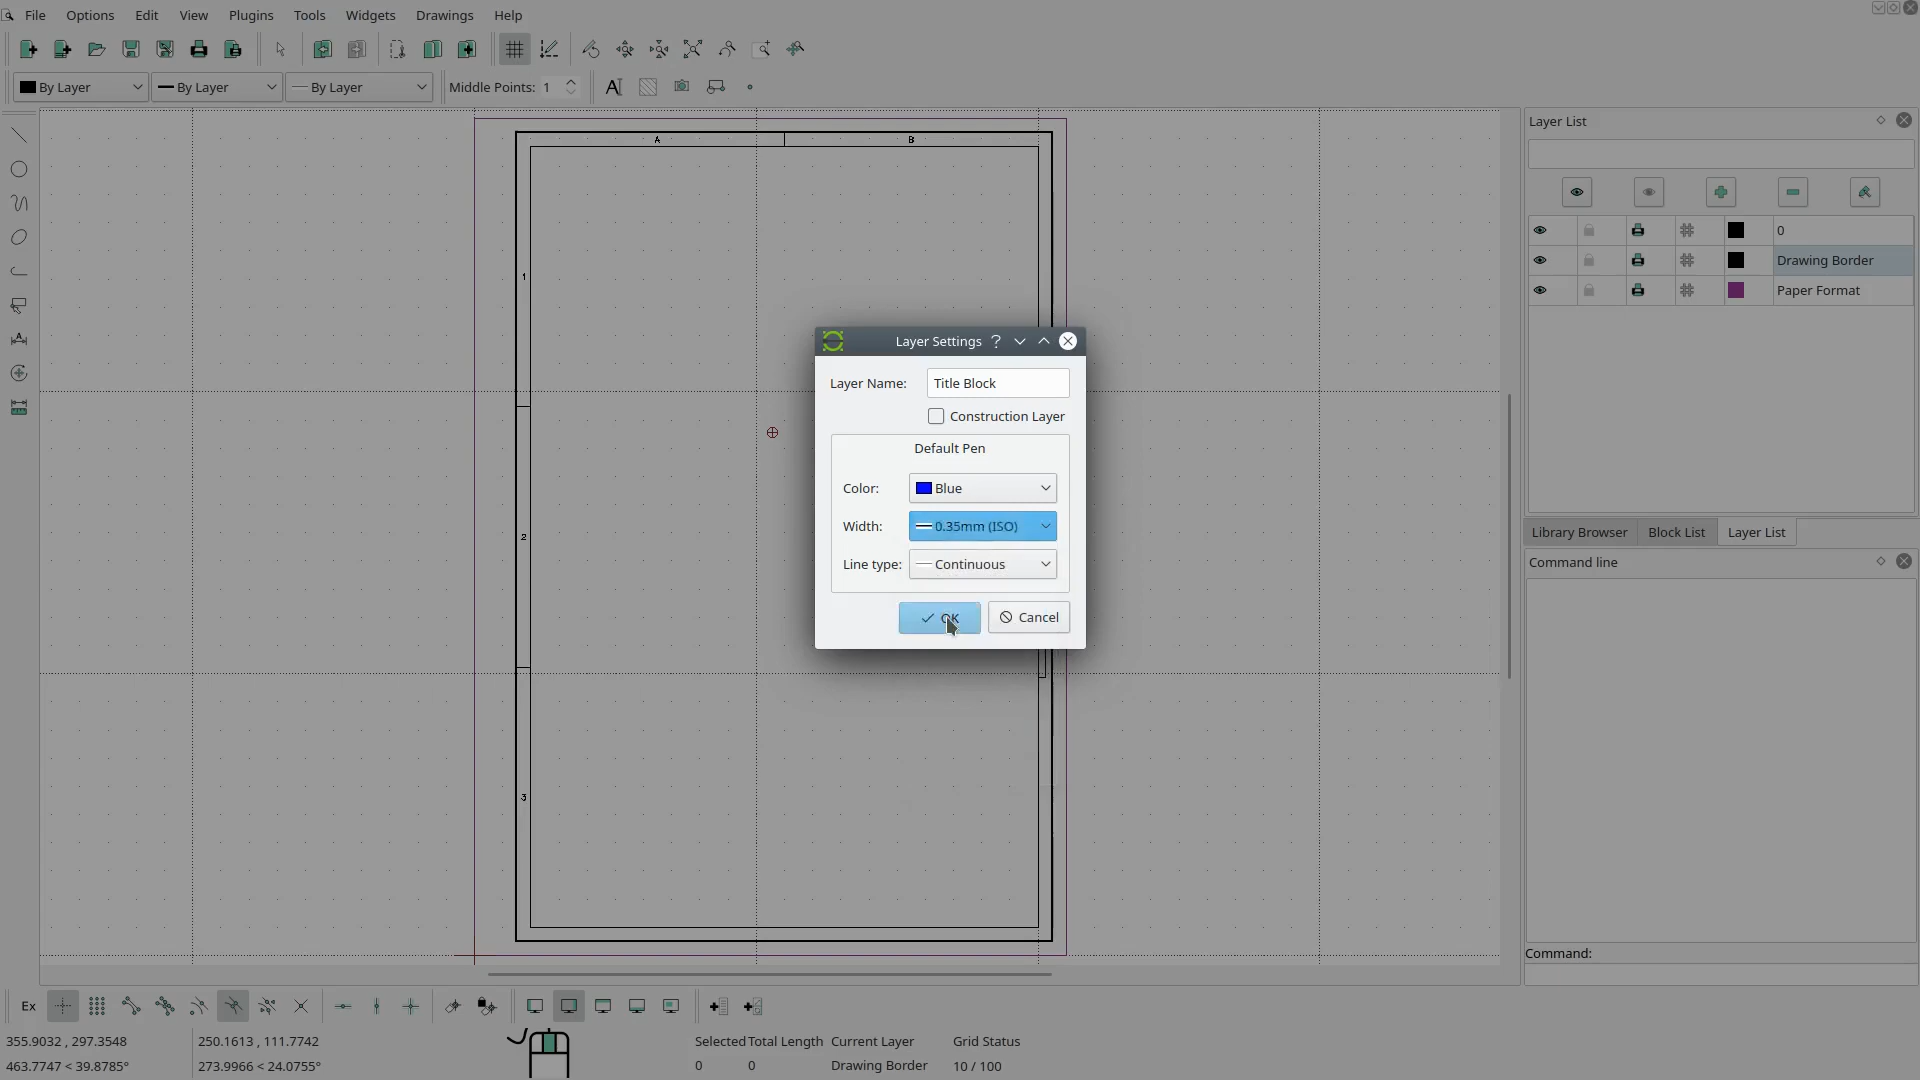 File Options Edit View Plugins Tools Widgets Drawings Help
By Layer By Layer By Layer Middle Points: 1 A
Layer List
A B
0
Drawing Border
Paper Format
1
Layer Settings ?
Layer Name: Title Block
Construction Layer
Default Pen
Color: Blue
Width: 0.35mm (ISO)
Line type: Continuous
OK Cancel
2
Library Browser Block List Layer List
Command line
3
Command:
Ex
355.9032 , 297.3548 250.1613 , 111.7742 Selected Total Length Current Layer Grid Status
463.7747 < 39.8785° 273.9966 < 24.0755° 0 0 Drawing Border 10 / 100